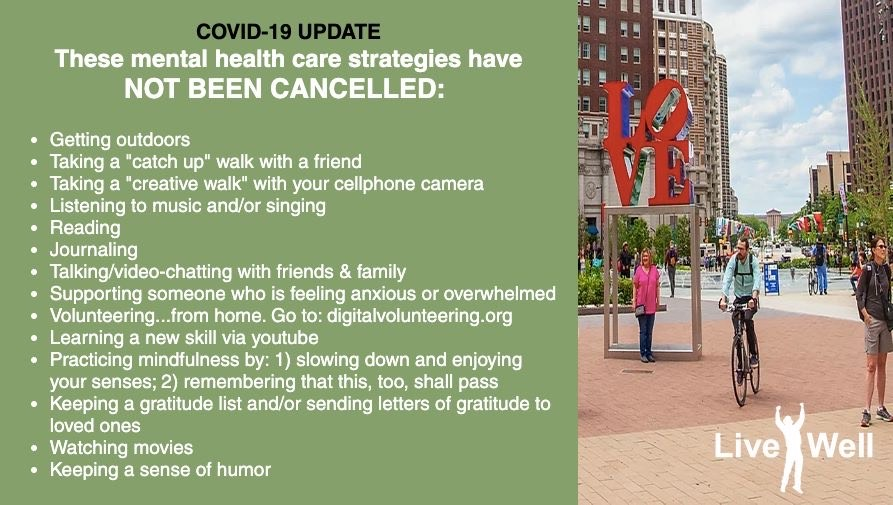 COVID-19 UPDATE
These mental health care strategies have
NOT BEEN CANCELLED:
• Getting outdoors
• Taking a "catch up" walk with a friend
• Taking a "creative walk" with your cellphone camera
• Listening to music and/or singing
• Reading
• Journaling
• Talking/video-chatting with friends & family
• Supporting someone who is feeling anxious or overwhelmed
• Volunteering...from home. Go to: digitalvolunteering.org
• Learning a new skill via youtube
• Practicing mindfulness by: 1) slowing down and enjoying
your senses; 2) remembering that this, too, shall pass
• Keeping a gratitude list and/or sending letters of gratitude to
loved ones
• Watching movies
• Keeping a sense of humor
LO
VE
Live Well